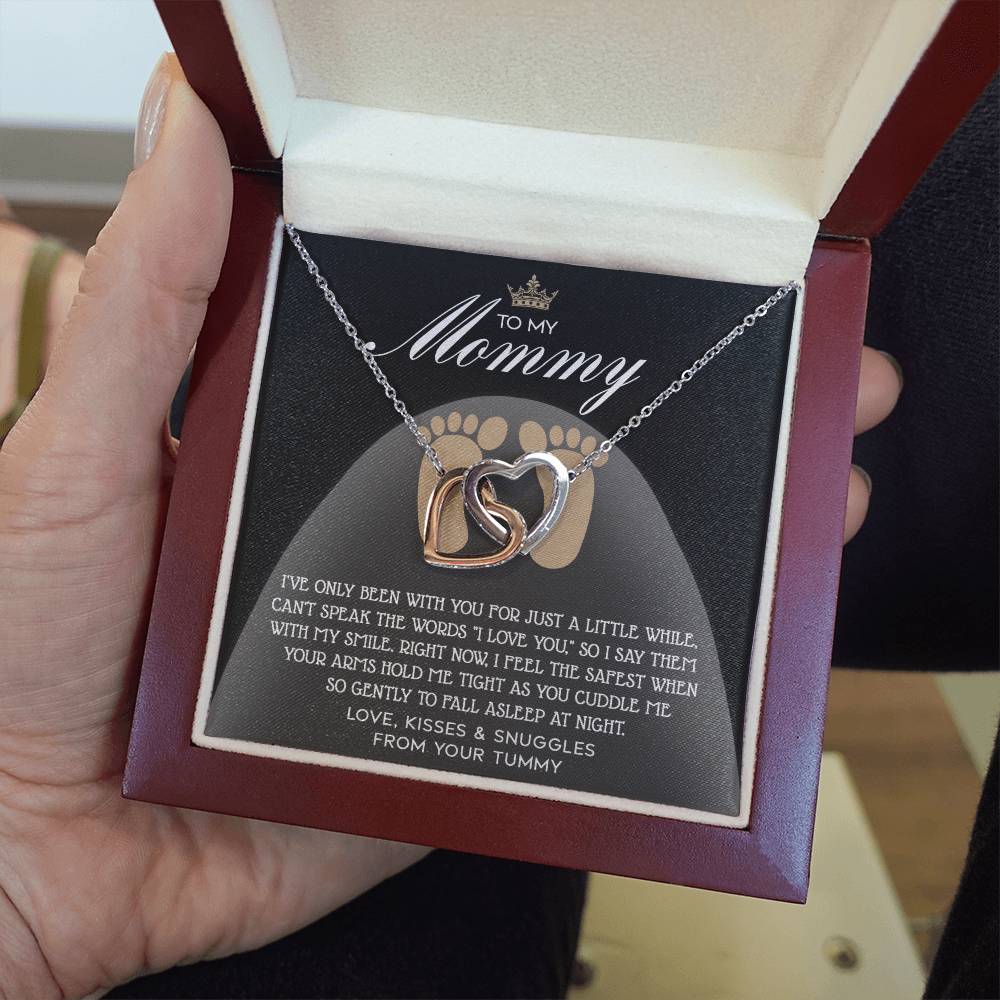 TO MY
Mommy
I'VE ONLY BEEN WITH YOU FOR JUST A LITTLE WHILE,
CAN'T SPEAK THE WORDS "I LOVE YOU," SO I SAY THEM
WITH MY SMILE. RIGHT NOW, I FEEL THE SAFEST WHEN
YOUR ARMS HOLD ME TIGHT AS YOU CUDDLE ME
SO GENTLY TO FALL ASLEEP AT NIGHT.
LOVE, KISSES & SNUGGLES
FROM YOUR TUMMY